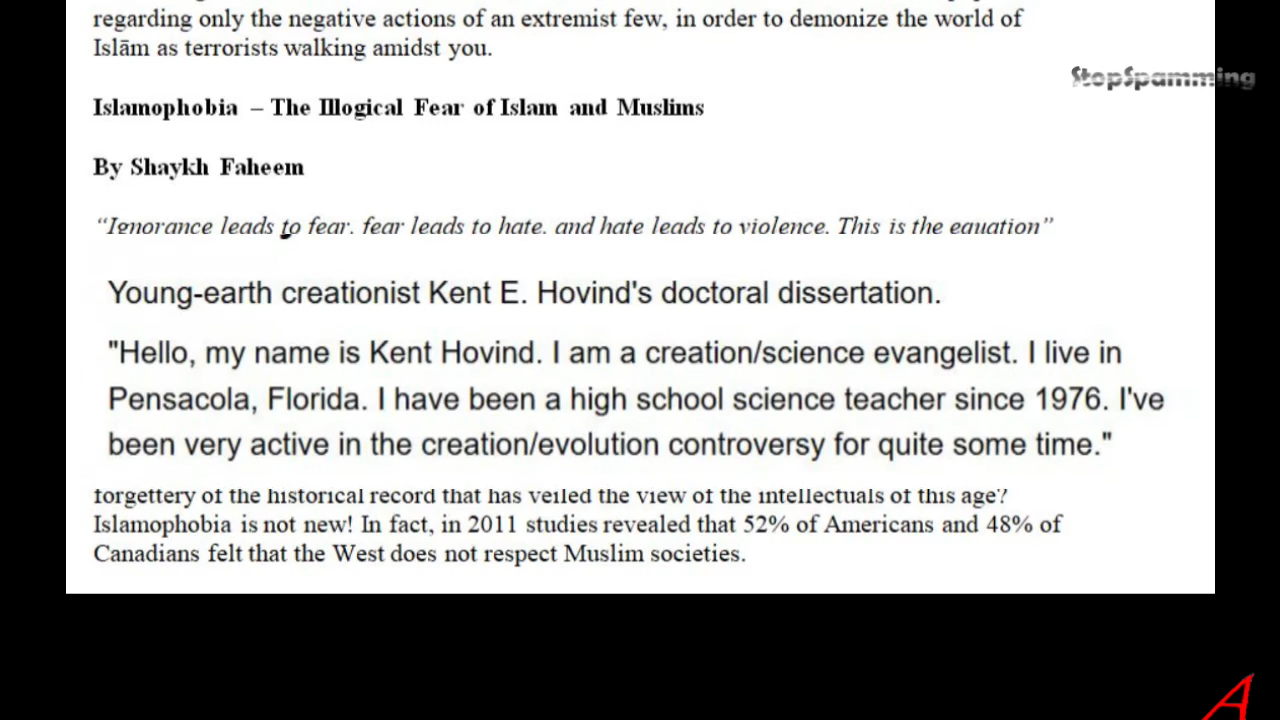 regarding only the negative actions of an extremist few, in order to demonize the world of
Islām as terrorists walking amidst you.
StopSpamming
Islamophobia – The Illogical Fear of Islam and Muslims
By Shaykh Faheem
“Ignorance leads to fear, fear leads to hate, and hate leads to violence. This is the equation”
Young-earth creationist Kent E. Hovind's doctoral dissertation.
"Hello, my name is Kent Hovind. I am a creation/science evangelist. I live in
Pensacola, Florida. I have been a high school science teacher since 1976. I've
been very active in the creation/evolution controversy for quite some time."
forgettery of the historical record that has veiled the view of the intellectuals of this age?
Islamophobia is not new! In fact, in 2011 studies revealed that 52% of Americans and 48% of
Canadians felt that the West does not respect Muslim societies.
A